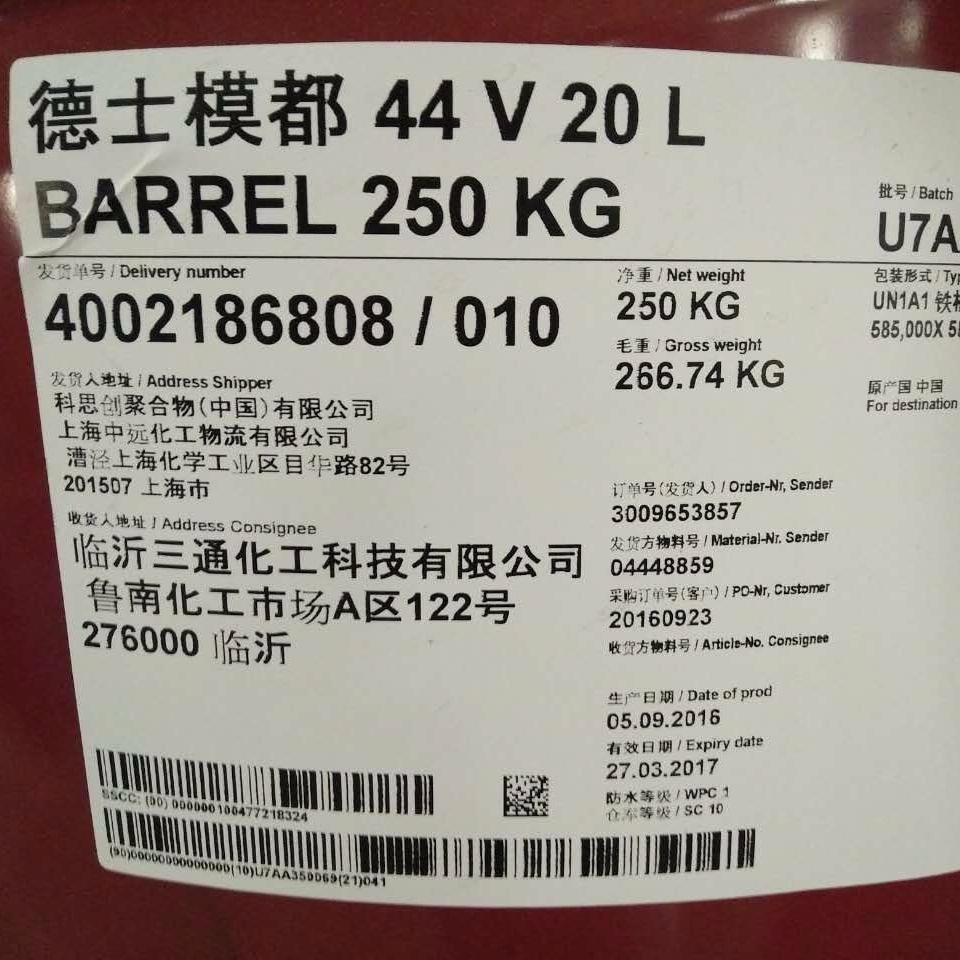 德士模都 44 V 20 L
BARREL 250 KG
批号 / Batch
U7A
发货单号 / Delivery number
4002186808 / 010
净重 / Net weight
250 KG
毛重 / Gross weight
266.74 KG
包装形式 /
UN1A1 铁
585,000X
原产国 中国
For destination
发货人地址 / Address Shipper
科思创聚合物(中国)有限公司
上海中远化工物流有限公司
漕泾上海化学工业区目华路82号
201507 上海市
收货人地址 / Address Consignee
临沂三通化工科技有限公司
鲁南化工市场A区122号
276000 临沂
订单号(发货人) / Order-Nr, Sender
3009653857
发货方物料号 / Material-Nr. Sender
04448859
采购订单号(客户) / PO-Nr, Customer
20160923
收货方物料号 / Article-No. Consignee
生产日期 / Date of prod
05.09.2016
有效日期 / Expiry date
27.03.2017
防水等级 / WPC 1
仓库等级 / SC 10
SSCC: (00) 000000100477218324
(90)00000000000000(10)U7AA350069(21)041